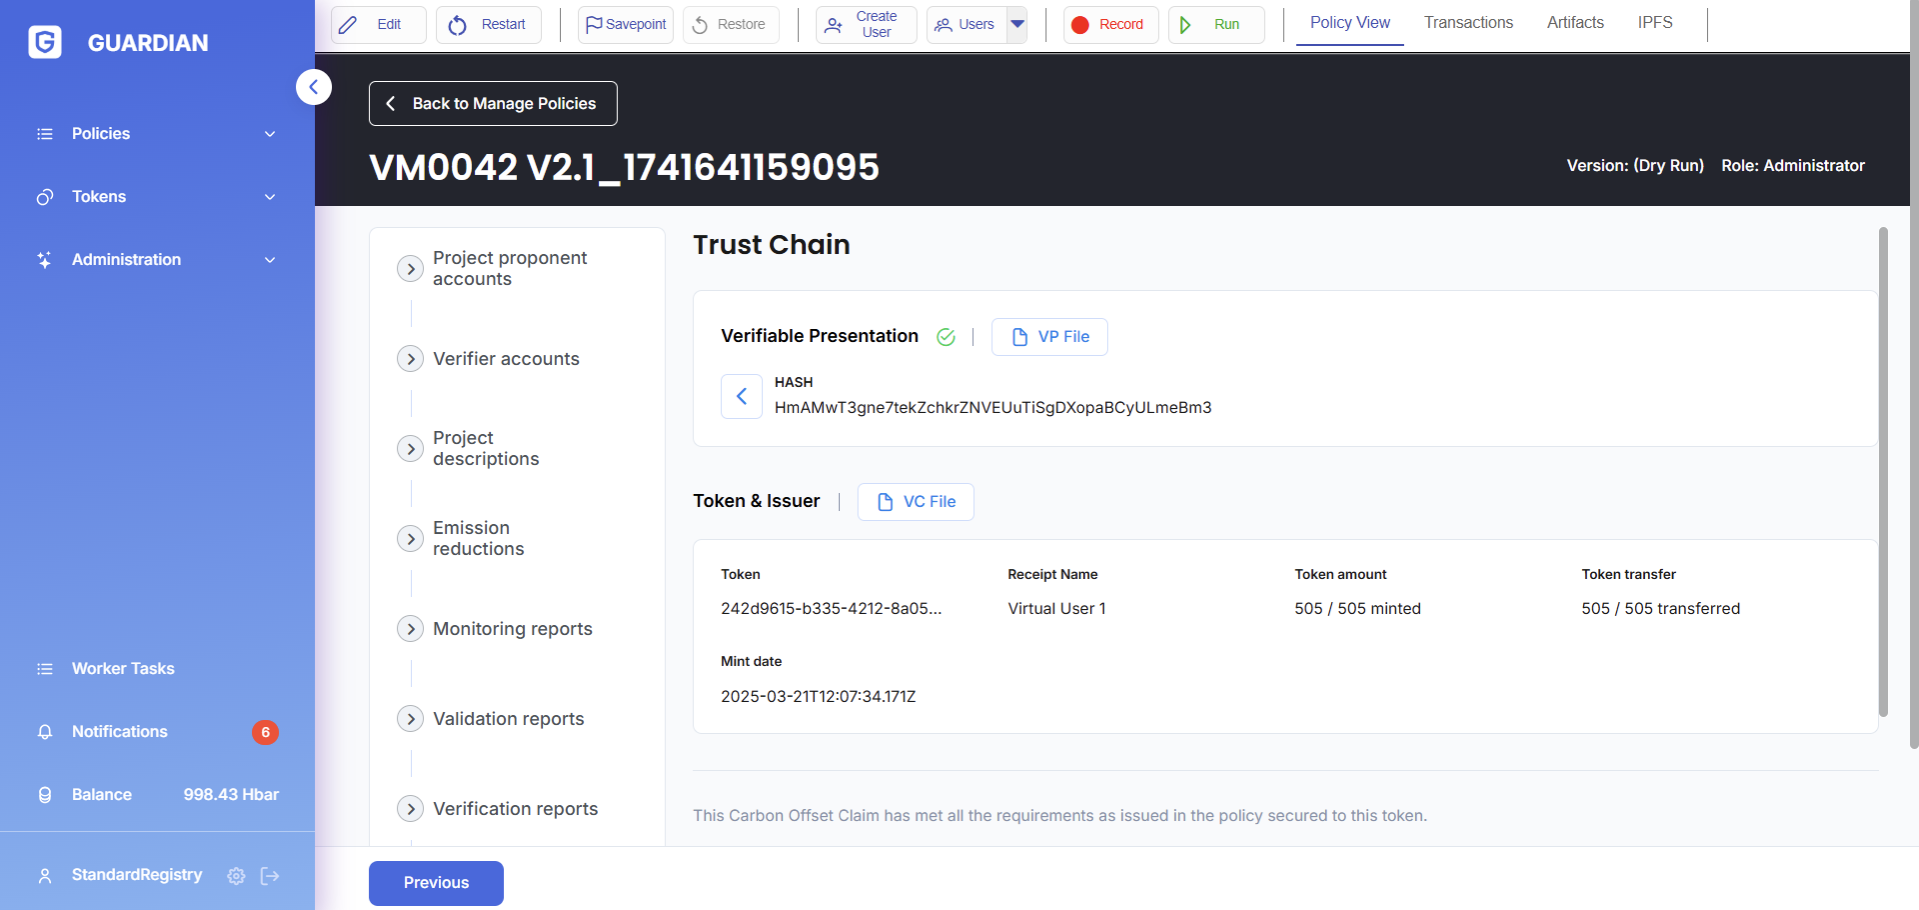 GUARDIAN
Policies
Tokens
Administration
Worker Tasks
Notifications 6
Balance 998.43 Hbar
StandardRegistry
Edit Restart Savepoint Restore Create User Users Record Run Policy View Transactions Artifacts IPFS
Back to Manage Policies
VM0042 V2.1_1741641159095
Version: (Dry Run) Role: Administrator
Project proponent
accounts
Verifier accounts
Project
descriptions
Emission
reductions
Monitoring reports
Validation reports
Verification reports
Trust Chain
Verifiable Presentation VP File
HASH
HmAMwT3gne7tekZchkrZNVEUuTiSgDXopaBCyULmeBm3
Token & Issuer VC File
Token Receipt Name Token amount Token transfer
242d9615-b335-4212-8a05... Virtual User 1 505 / 505 minted 505 / 505 transferred
Mint date
2025-03-21T12:07:34.171Z
This Carbon Offset Claim has met all the requirements as issued in the policy secured to this token.
Previous